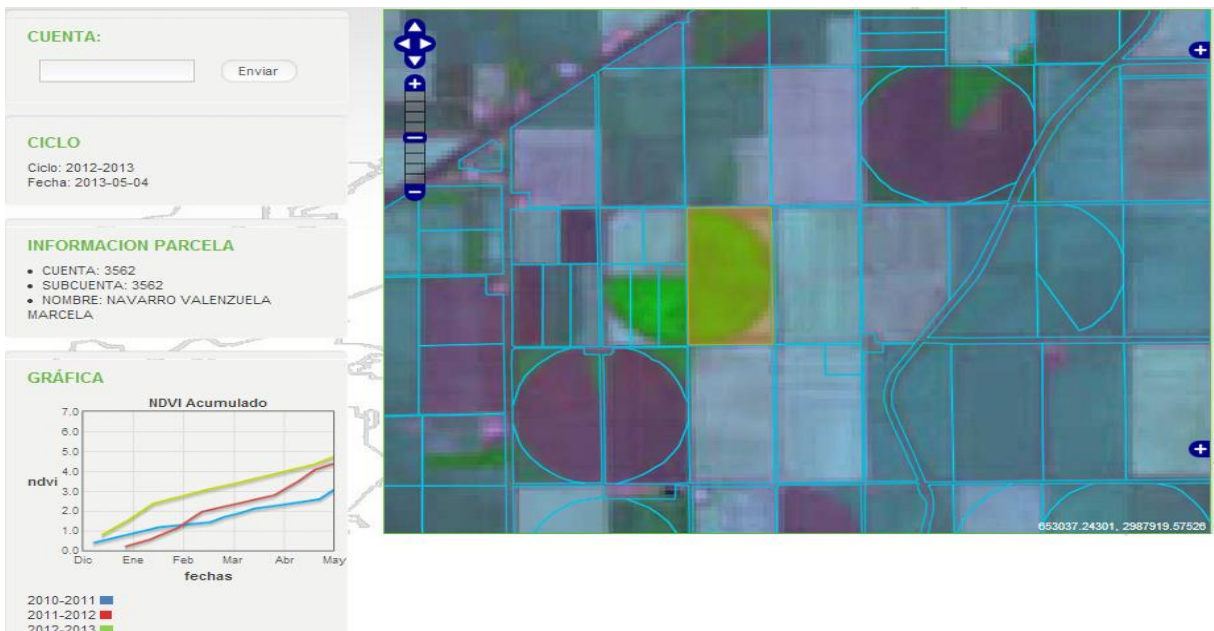 CUENTA:
Enviar
CICLO
Ciclo: 2012-2013
Fecha: 2013-05-04
INFORMACION PARCELA
• CUENTA: 3562
• SUBCUENTA: 3562
• NOMBRE: NAVARRO VALENZUELA
MARCELA
GRÁFICA
NDVI Acumulado
7.0
6.0
5.0
4.0
ndvi
3.0
2.0
1.0
0.0
Dic Ene Feb Mar Abr May
fechas
2010-2011
2011-2012
2012-2013
653037.24301, 2987919.57526